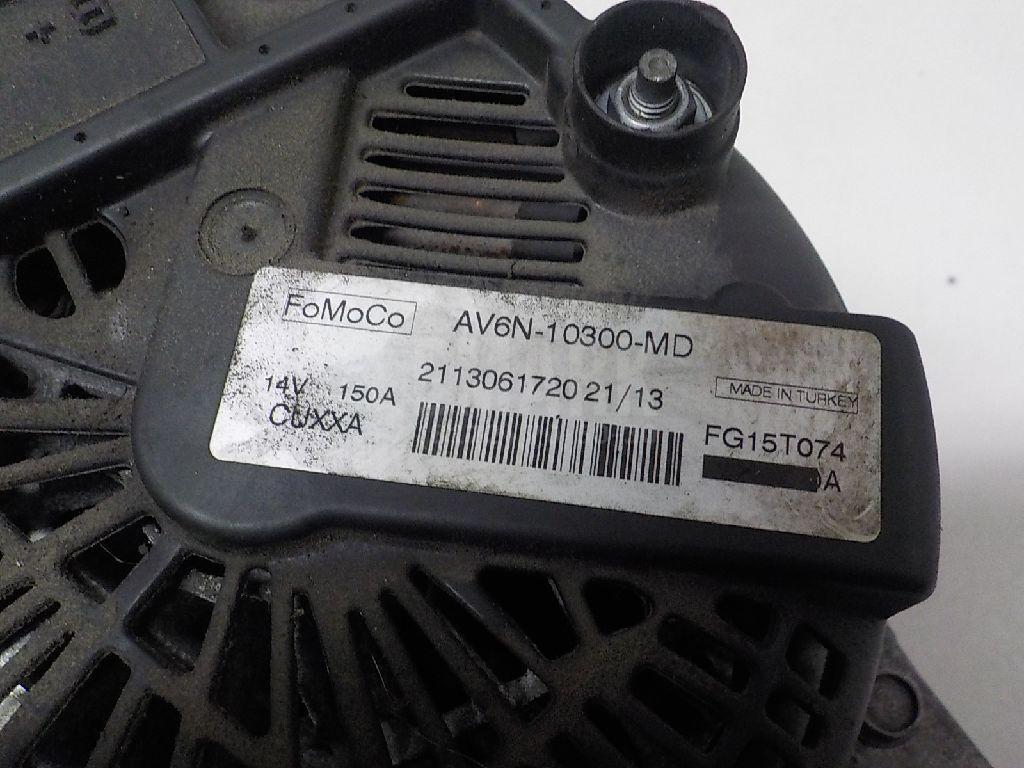 FoMoCo AV6N-10300-MD
14V 150A 2113061720 21/13 MADE IN TURKEY
CUXXA FG15T074
A